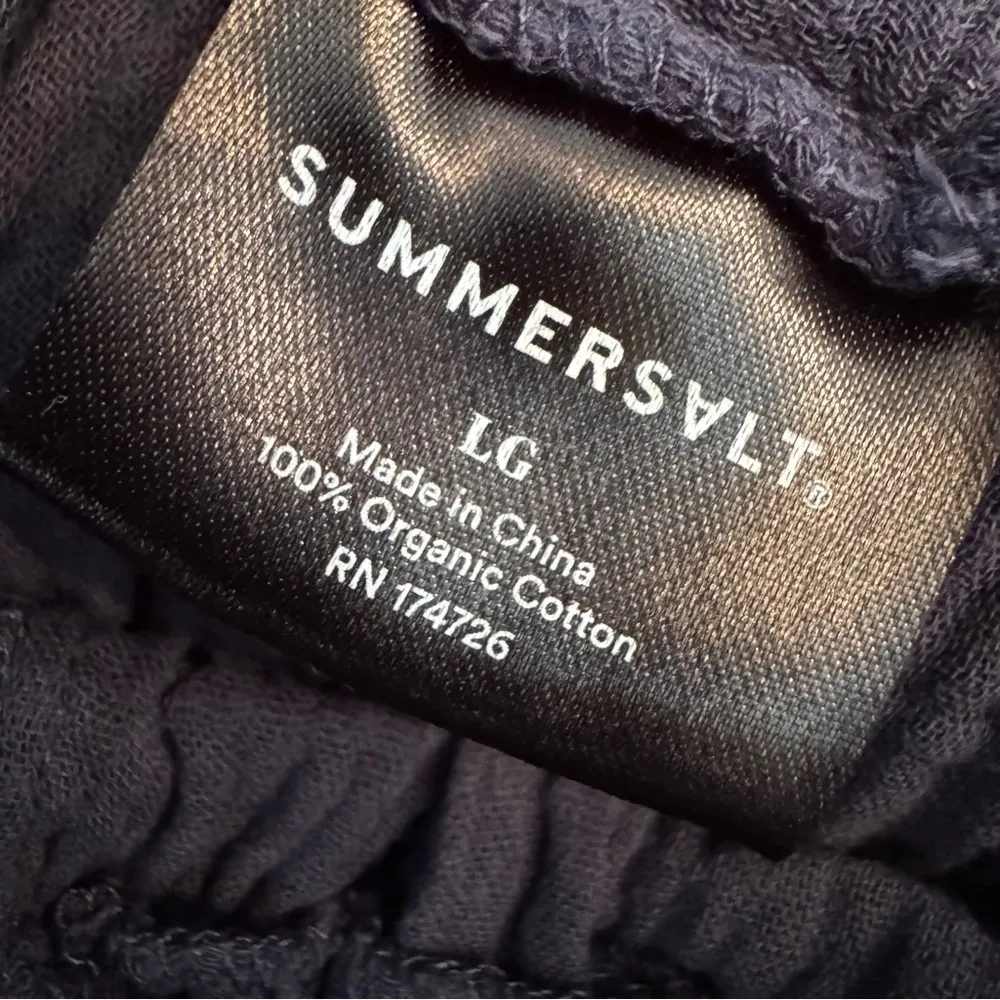 SUMMERSALT®
LG
Made in China
100% Organic Cotton
RN 174726